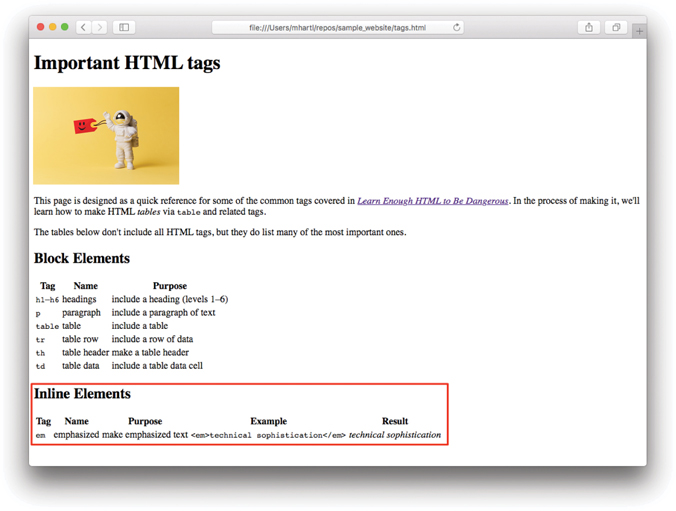 file:///Users/mhartl/repos/sample_website/tags.html
Important HTML tags
This page is designed as a quick reference for some of the common tags covered in Learn Enough HTML to Be Dangerous. In the process of making it, we'll
learn how to make HTML tables via table and related tags.
The tables below don't include all HTML tags, but they do list many of the most important ones.
Block Elements
Tag Name Purpose
h1–h6 headings include a heading (levels 1–6)
p paragraph include a paragraph of text
table table include a table
tr table row include a row of data
th table header make a table header
td table data include a table data cell
Inline Elements
Tag Name Purpose Example Result
em emphasized make emphasized text <em>technical sophistication</em> technical sophistication